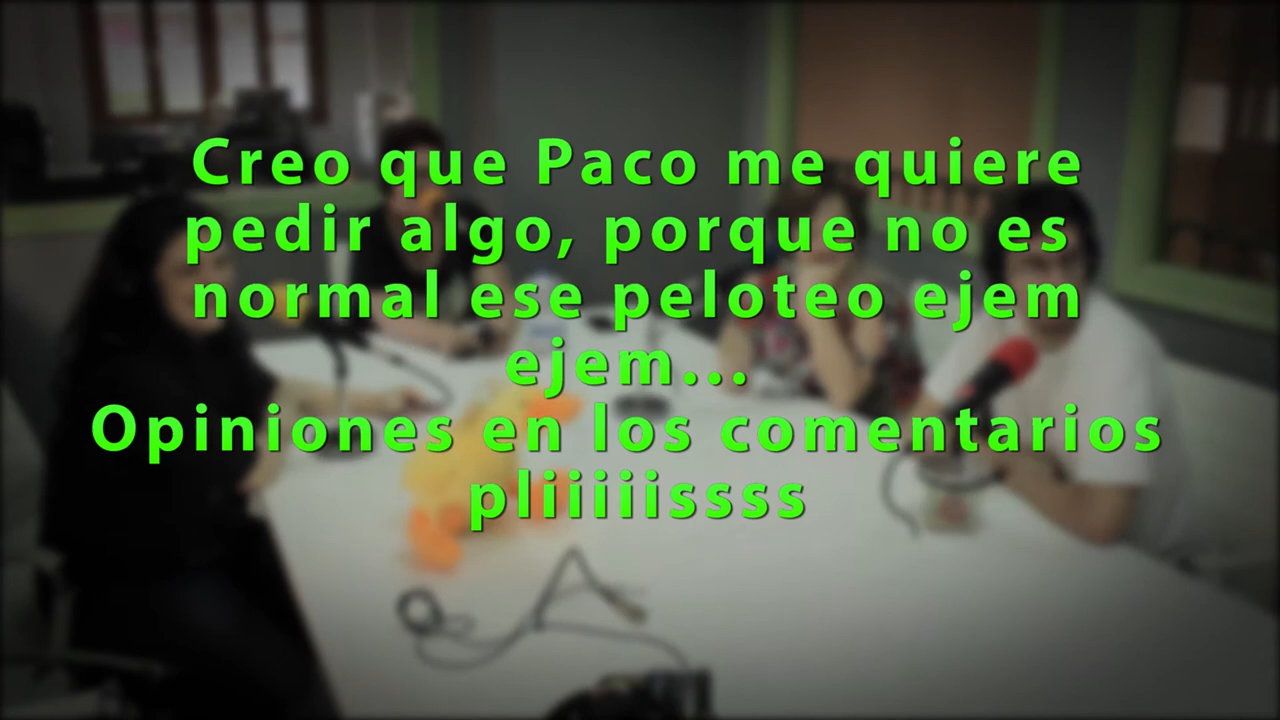 Creo que Paco me quiere
pedir algo, porque no es
normal ese peloteo ejem
ejem...
Opiniones en los comentarios
pliiiiissss